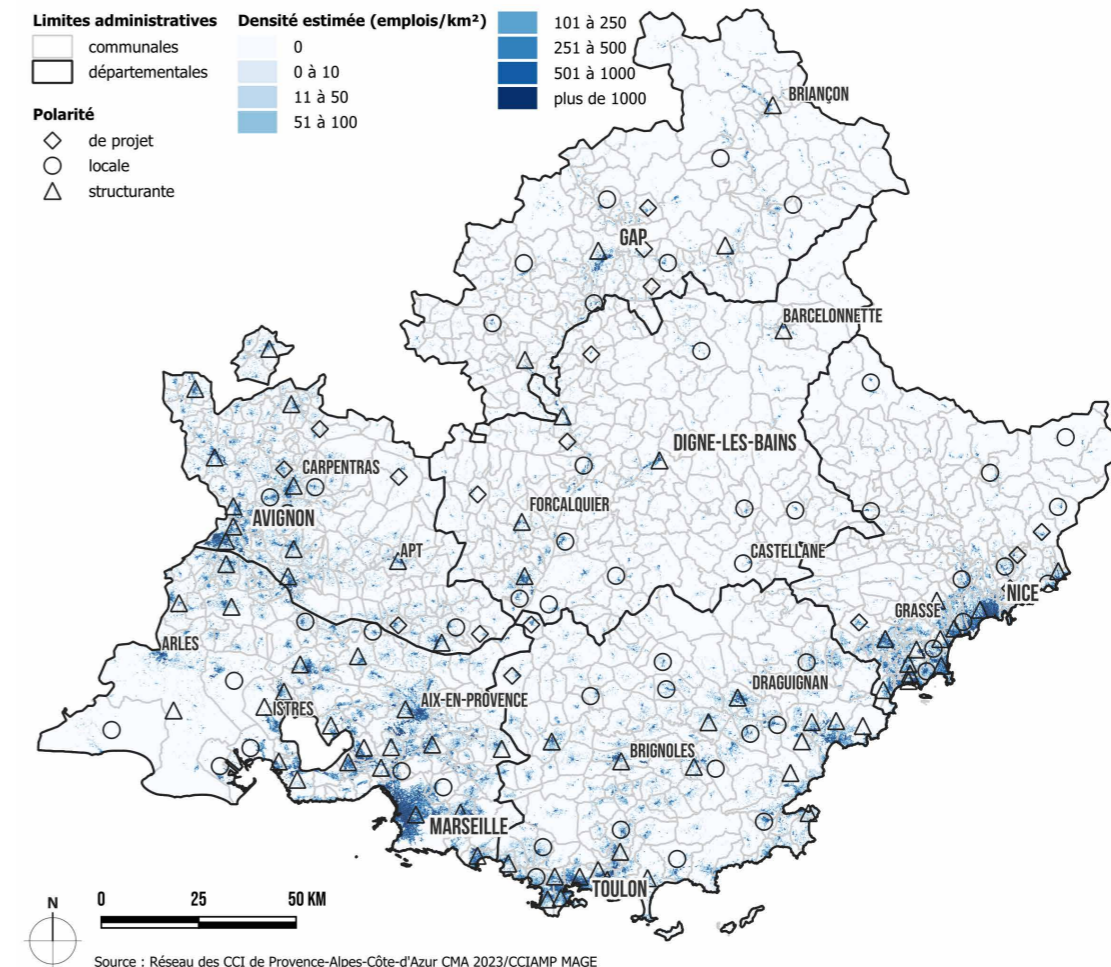 Limites administratives
communales
départementales
Polarité
de projet
locale
structurante
Densité estimée (emplois/km²)
0
0 à 10
11 à 50
51 à 100
101 à 250
251 à 500
501 à 1000
plus de 1000
BRIANÇON
GAP
BARCELONNETTE
DIGNE-LES-BAINS
CARPENTRAS
FORCALQUIER
AVIGNON
APT
CASTELLANE
NICE
GRASSE
ARLES
DRAGUIGNAN
AIX-EN-PROVENCE
ISTRES
BRIGNOLES
MARSEILLE
TOULON
N
0 25 50 KM
Source : Réseau des CCI de Provence-Alpes-Côte-d'Azur CMA 2023/CCIAMP MAGE